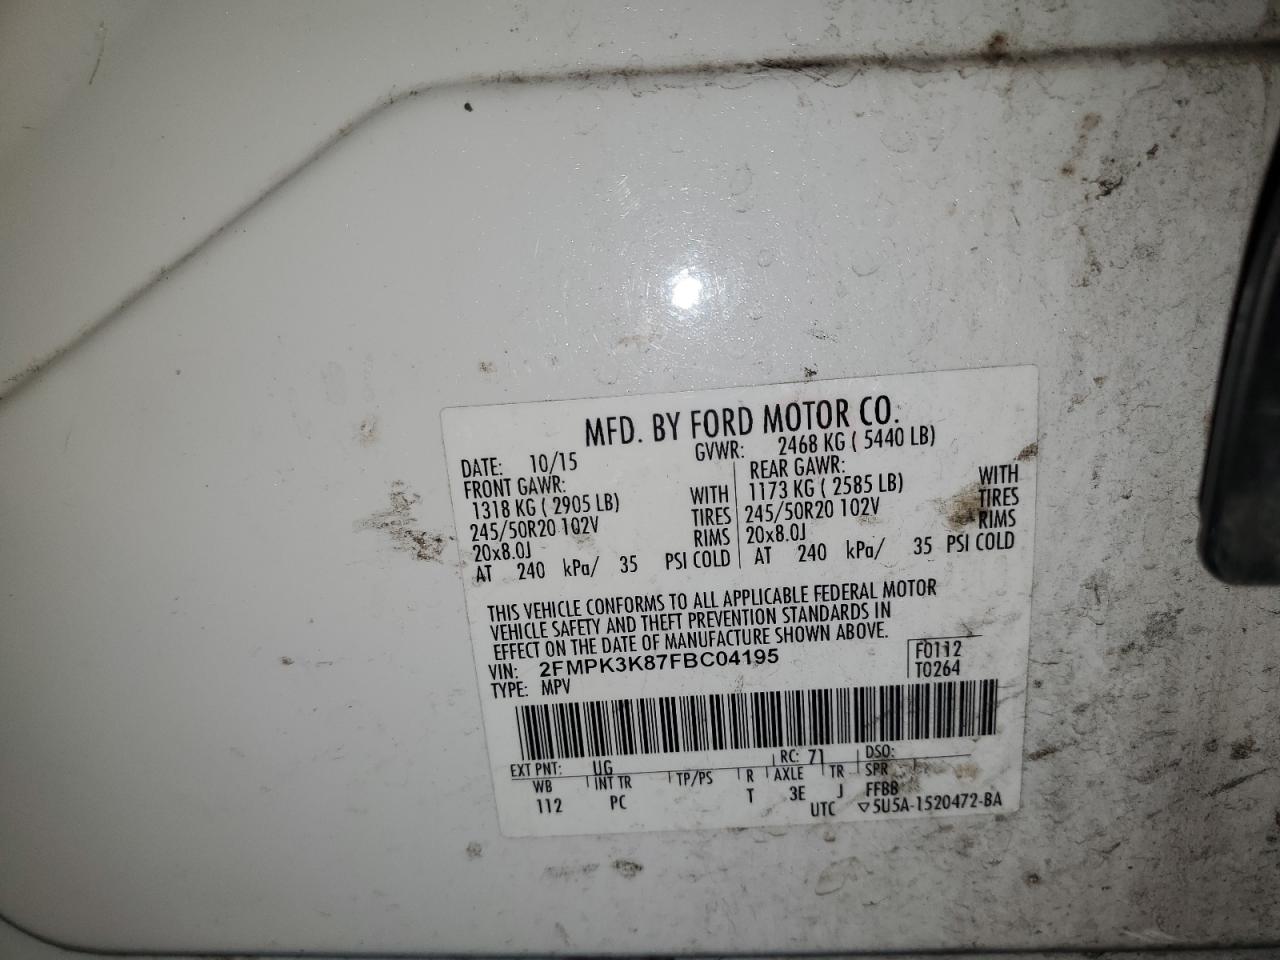 MFD. BY FORD MOTOR CO.
DATE: 10/15 GVWR: 2468 KG ( 5440 LB)
FRONT GAWR: REAR GAWR:
1318 KG ( 2905 LB) WITH 1173 KG ( 2585 LB) WITH
245/50R20 102V TIRES 245/50R20 102V TIRES
20x8.0J RIMS 20x8.0J RIMS
AT 240 kPa/ 35 PSI COLD AT 240 kPa/ 35 PSI COLD
THIS VEHICLE CONFORMS TO ALL APPLICABLE FEDERAL MOTOR
VEHICLE SAFETY AND THEFT PREVENTION STANDARDS IN
EFFECT ON THE DATE OF MANUFACTURE SHOWN ABOVE.
VIN: 2FMPK3K87FBC04195 F0112
TYPE: MPV T0264
EXT PNT: UG RC: 71 DSO:
WB INT TR TP/PS R AXLE TR SPR
112 PC T 3E J FFBB
UTC ▽5U5A-1520472-BA